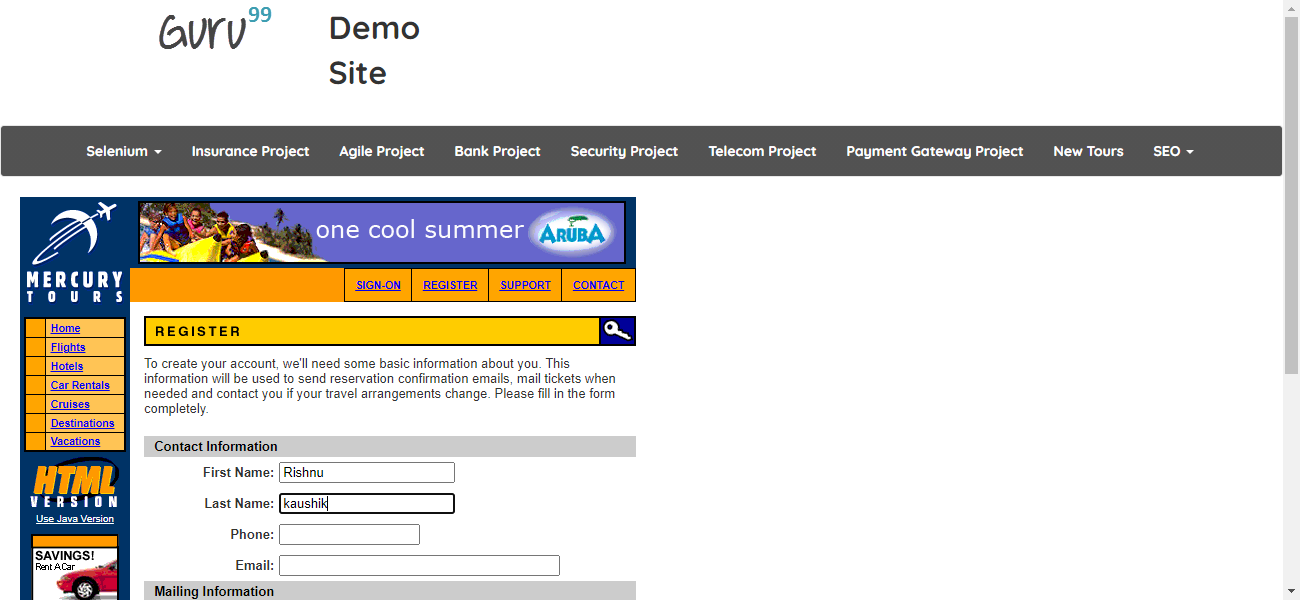 Guru 99
Demo
Site
Selenium
Insurance Project
Agile Project
Bank Project
Security Project
Telecom Project
Payment Gateway Project
New Tours
SEO
MERCURY
TOURS
one cool summer
ARUBA
SIGN-ON
REGISTER
SUPPORT
CONTACT
Home
Flights
Hotels
Car Rentals
Cruises
Destinations
Vacations
HTML
VERSION
Use Java Version
SAVINGS!
Rent A Car
REGISTER
To create your account, we'll need some basic information about you. This
information will be used to send reservation confirmation emails, mail tickets when
needed and contact you if your travel arrangements change. Please fill in the form
completely.
Contact Information
First Name: Rishnu
Last Name: kaushik
Phone:
Email:
Mailing Information